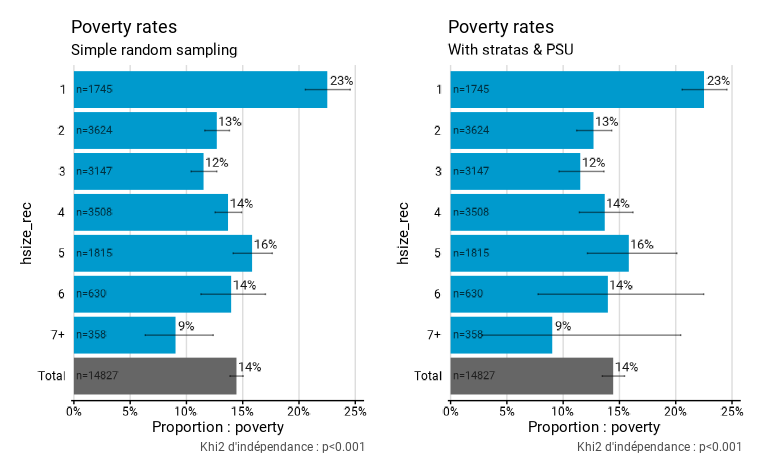 Poverty rates
Simple random sampling
hsize_rec
1 n=1745 23%
2 n=3624 13%
3 n=3147 12%
4 n=3508 14%
5 n=1815 16%
6 n=630 14%
7+ n=358 9%
Total n=14827 14%
0% 5% 10% 15% 20% 25%
Proportion : poverty
Khi2 d'indépendance : p<0.001
Poverty rates
With stratas & PSU
hsize_rec
1 n=1745 23%
2 n=3624 13%
3 n=3147 12%
4 n=3508 14%
5 n=1815 16%
6 n=630 14%
7+ n=358 9%
Total n=14827 14%
0% 5% 10% 15% 20% 25%
Proportion : poverty
Khi2 d'indépendance : p<0.001